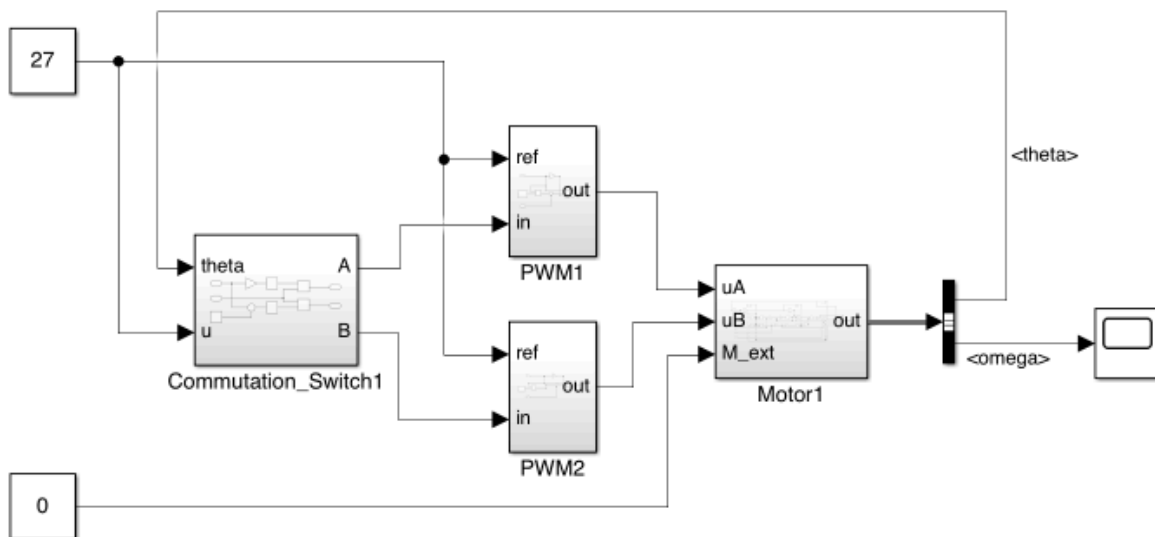 27
<theta>
ref
out
in
PWM1
theta
A
u
B
Commutation_Switch1
uA
uB
out
M_ext
Motor1
<omega>
ref
out
in
PWM2
0